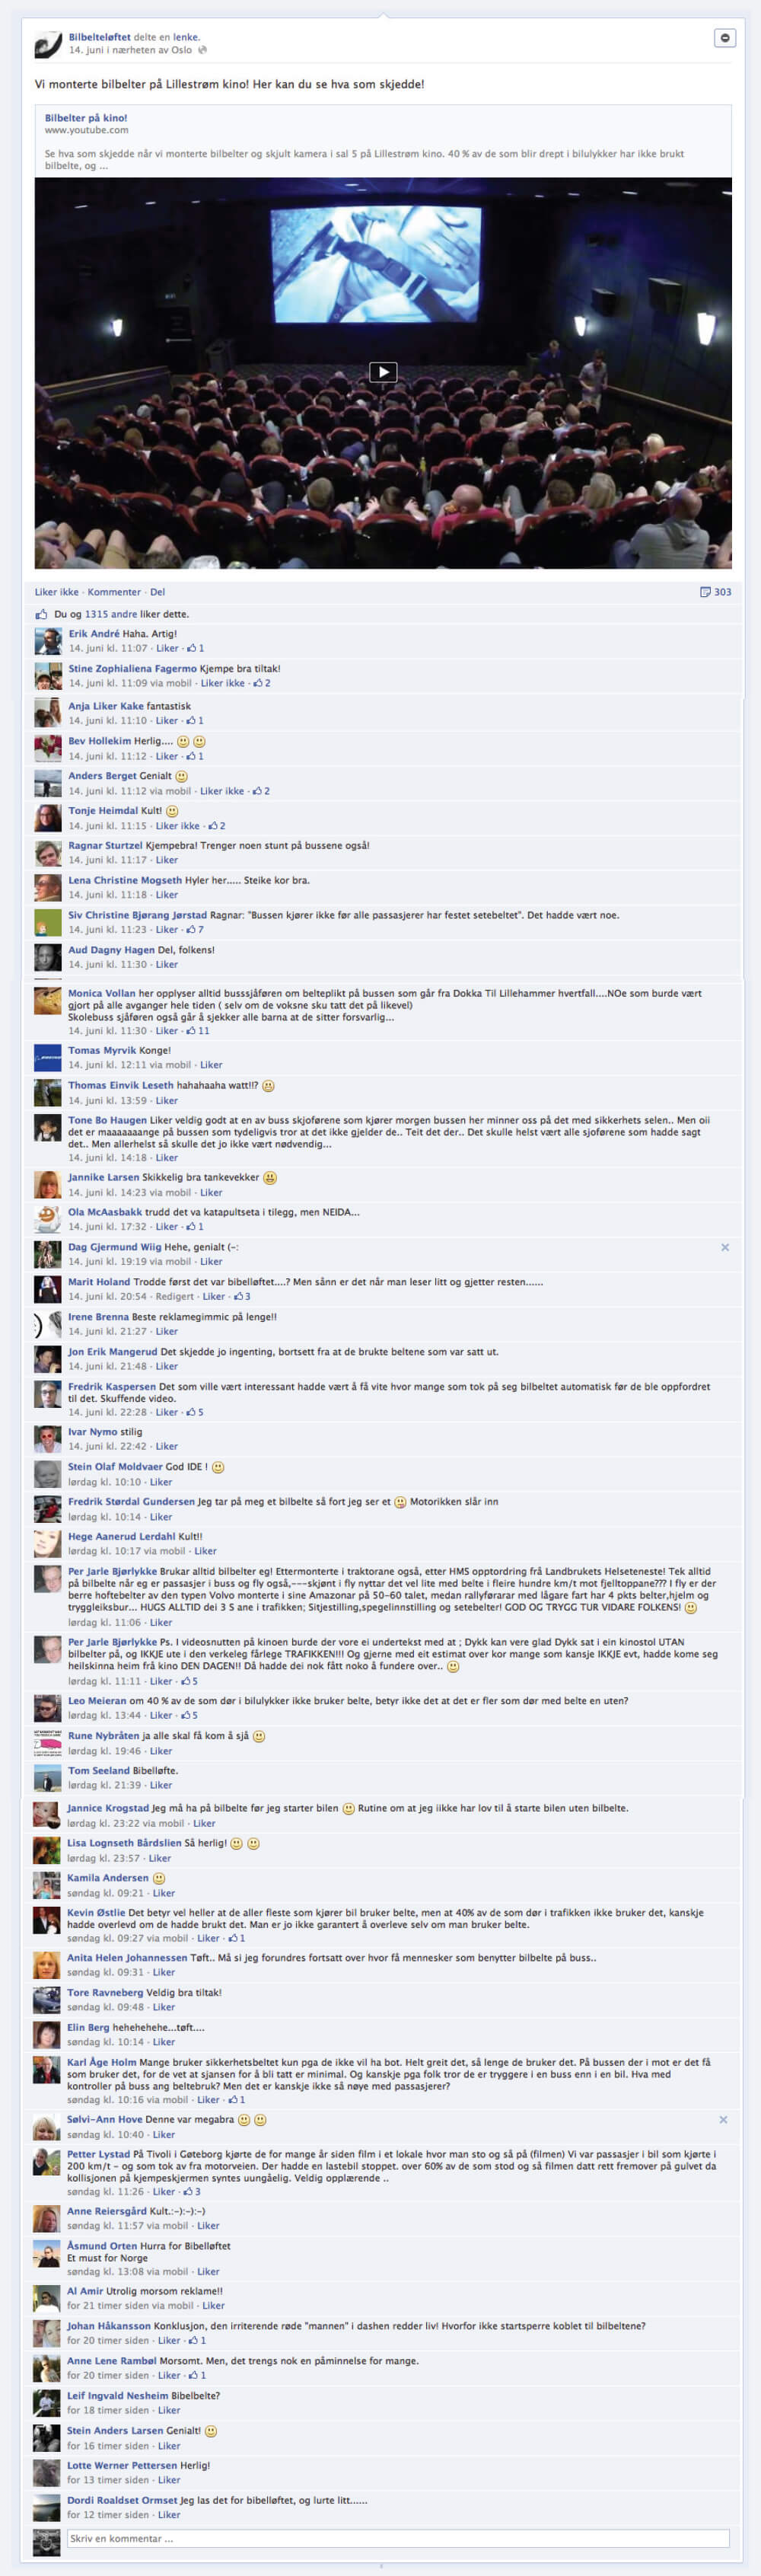 Bilbelteløftet delte en lenke.
14. juni i nærheten av Oslo
Vi monterte bilbelter på Lillestrøm kino! Her kan du se hva som skjedde!
Bilbelter på kino!
www.youtube.com
Se hva som skjedde når vi monterte bilbelter og skjult kamera i sal 5 på Lillestrøm kino. 40 % av de som blir drept i bilulykker har ikke brukt
bilbelte, og ...
Liker ikke · Kommenter · Del
303
Du og 1315 andre liker dette.
Erik André Haha. Artig!
14. juni kl. 11:07 · Liker · 1
Stine Zophialiena Fagermo Kjempe bra tiltak!
14. juni kl. 11:09 via mobil · Liker ikke · 2
Anja Liker Kake fantastisk
14. juni kl. 11:10 · Liker · 1
Bev Hollekim Herlig....
14. juni kl. 11:12 · Liker · 1
Anders Berget Genialt
14. juni kl. 11:12 via mobil · Liker ikke · 2
Tonje Heimdal Kult!
14. juni kl. 11:15 · Liker ikke · 2
Ragnar Sturtzel Kjempebra! Trenger noen stunt på bussene også!
14. juni kl. 11:17 · Liker
Lena Christine Mogseth Hyler her..... Steike kor bra.
14. juni kl. 11:18 · Liker
Siv Christine Bjørang Jørstad Ragnar: "Bussen kjører ikke før alle passasjerer har festet setebeltet". Det hadde vært noe.
14. juni kl. 11:23 · Liker · 7
Aud Dagny Hagen Del, folkens!
14. juni kl. 11:30 · Liker
Monica Vollan her opplyser alltid busssjåføren om belteplikt på bussen som går fra Dokka Til Lillehammer hvertfall....NOe som burde vært
gjort på alle avganger hele tiden ( selv om de voksne sku tatt det på likevel)
Skolebuss sjåføren også går å sjekker alle barna at de sitter forsvarlig...
14. juni kl. 11:30 · Liker · 11
Tomas Myrvik Konge!
14. juni kl. 12:11 via mobil · Liker
Thomas Einvik Leseth hahahaaha watt!!?
14. juni kl. 13:59 · Liker
Tone Bo Haugen Liker veldig godt at en av buss skjoførene som kjører morgen bussen her minner oss på det med sikkerhets selen.. Men oii
det er maaaaaange på bussen som tydeligvis tror at det ikke gjelder de.. Teit det der.. Det skulle helst vært alle sjoførene som hadde sagt
det.. Men allerhelst så skulle det jo ikke vært nødvendig...
14. juni kl. 14:18 · Liker
Jannike Larsen Skikkelig bra tankevekker
14. juni kl. 14:23 via mobil · Liker
Ola McAasbakk trudd det va katapultseta i tilegg, men NEIDA...
14. juni kl. 17:32 · Liker · 1
Dag Gjermund Wiig Hehe, genialt (-:
14. juni kl. 19:19 via mobil · Liker
Marit Holand Trodde først det var bibelløftet....? Men sånn er det når man leser litt og gjetter resten......
14. juni kl. 20:54 · Redigert · Liker · 3
Irene Brenna Beste reklamegimmic på lenge!!
14. juni kl. 21:27 · Liker
Jon Erik Mangerud Det skjedde jo ingenting, bortsett fra at de brukte beltene som var satt ut.
14. juni kl. 21:48 · Liker
Fredrik Kaspersen Det som ville vært interessant hadde vært å få vite hvor mange som tok på seg bilbeltet automatisk før de ble oppfordret
til det. Skuffende video.
14. juni kl. 22:28 · Liker · 5
Ivar Nymo stilig
14. juni kl. 22:42 · Liker
Stein Olaf Moldvaer God IDE !
lørdag kl. 10:10 · Liker
Fredrik Størdal Gundersen Jeg tar på meg et bilbelte så fort jeg ser et Motorikken slår inn
lørdag kl. 10:14 · Liker
Hege Aanerud Lerdahl Kult!!
lørdag kl. 10:17 via mobil · Liker
Per Jarle Bjørlykke Brukar alltid bilbelter eg! Ettermonterte i traktorane også, etter HMS opptordring frå Landbrukets Helseteneste! Tek alltid
på bilbelte når eg er passasjer i buss og fly også,---skjønt i fly nyttar det vel lite med belte i fleire hundre km/t mot fjelltoppane??? I fly er der
berre hoftebelter av den typen Volvo monterte i sine Amazonar på 50-60 talet, medan rallyførarar med lågare fart har 4 pkts belter,hjelm og
tryggleiksbur... HUGS ALLTID dei 3 S ane i trafikken; Sitjestilling,spegelinnstilling og setebelter! GOD OG TRYGG TUR VIDARE FOLKENS!
lørdag kl. 11:06 · Liker
Per Jarle Bjørlykke Ps. I videosnutten på kinoen burde der vore ei undertekst med at ; Dykk kan vere glad Dykk sat i ein kinostol UTAN
bilbelter på, og IKKJE ute i den verkeleg fårlege TRAFIKKEN!!! Og gjerne med eit estimat over kor mange som kansje IKKJE evt, hadde kome seg
heilskinna heim frå kino DEN DAGEN!! Då hadde dei nok fått noko å fundere over..
lørdag kl. 11:11 · Liker · 5
Leo Meieran om 40 % av de som dør i bilulykker ikke bruker belte, betyr ikke det at det er fler som dør med belte en uten?
lørdag kl. 13:44 · Liker · 5
Rune Nybråten ja alle skal få kom å sjå
lørdag kl. 19:46 · Liker
Tom Seeland Bibelløfte.
lørdag kl. 21:39 · Liker
Jannice Krogstad Jeg må ha på bilbelte før jeg starter bilen Rutine om at jeg iikke har lov til å starte bilen uten bilbelte.
lørdag kl. 23:22 via mobil · Liker
Lisa Lognseth Bårdslien Så herlig!
lørdag kl. 23:57 · Liker
Kamila Andersen
søndag kl. 09:21 · Liker
Kevin Østlie Det betyr vel heller at de aller fleste som kjører bil bruker belte, men at 40% av de som dør i trafikken ikke bruker det, kanskje
hadde overlevd om de hadde brukt det. Man er jo ikke garantert å overleve selv om man bruker belte.
søndag kl. 09:27 via mobil · Liker · 1
Anita Helen Johannessen Tøft.. Må si jeg forundres fortsatt over hvor få mennesker som benytter bilbelte på buss..
søndag kl. 09:31 · Liker
Tore Ravneberg Veldig bra tiltak!
søndag kl. 09:48 · Liker
Elin Berg hehehehehe...tøft....
søndag kl. 10:14 · Liker
Karl Åge Holm Mange bruker sikkerhetsbeltet kun pga de ikke vil ha bot. Helt greit det, så lenge de bruker det. På bussen der i mot er det få
som bruker det, for de vet at sjansen for å bli tatt er minimal. Og kanskje pga folk tror de er tryggere i en buss enn i en bil. Hva med
kontroller på buss ang beltebruk? Men det er kanskje ikke så nøye med passasjerer?
søndag kl. 10:16 via mobil · Liker · 1
Sølvi-Ann Hove Denne var megabra
søndag kl. 10:40 · Liker
Petter Lystad På Tivoli i Gøteborg kjørte de for mange år siden film i et lokale hvor man sto og så på (filmen) Vi var passasjer i bil som kjørte i
200 km/t - og som tok av fra motorveien. Der hadde en lastebil stoppet. over 60% av de som stod og så filmen datt rett fremover på gulvet da
kollisjonen på kjempeskjermen syntes uungåelig. Veldig opplærende ..
søndag kl. 11:26 · Liker · 3
Anne Reiersgård Kult.:-):-):-)
søndag kl. 11:57 via mobil · Liker
Åsmund Orten Hurra for Bibelløftet
Et must for Norge
søndag kl. 13:08 via mobil · Liker
Al Amir Utrolig morsom reklame!!
for 21 timer siden via mobil · Liker
Johan Håkansson Konklusjon, den irriterende røde "mannen" i dashen redder liv! Hvorfor ikke startsperre koblet til bilbeltene?
for 20 timer siden · Liker · 1
Anne Lene Rambøl Morsomt. Men, det trengs nok en påminnelse for mange.
for 20 timer siden · Liker · 1
Leif Ingvald Nesheim Bibelbelte?
for 18 timer siden · Liker
Stein Anders Larsen Genialt!
for 16 timer siden · Liker
Lotte Werner Pettersen Herlig!
for 13 timer siden · Liker
Dordi Roaldset Ormset Jeg las det for bibelløftet, og lurte litt......
for 12 timer siden · Liker
Skriv en kommentar ...